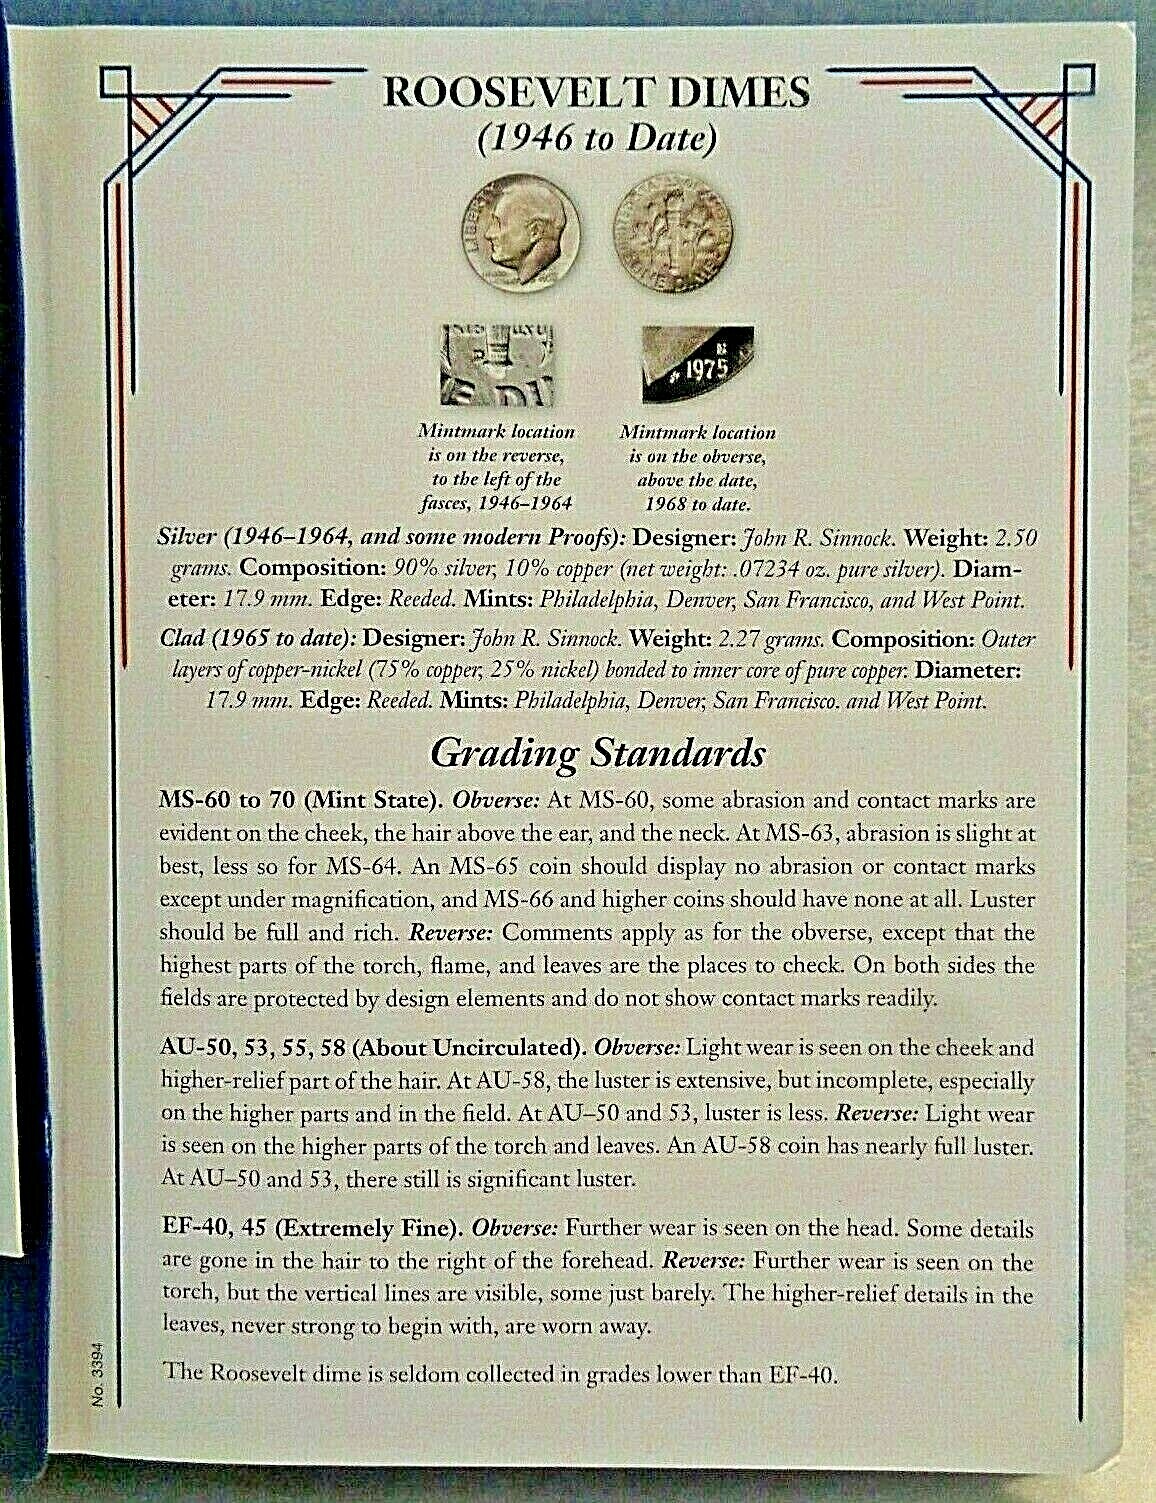 ROOSEVELT DIMES
(1946 to Date)
LIBERTY
1975
Mintmark location
is on the reverse,
to the left of the
fasces, 1946–1964
Mintmark location
is on the obverse,
above the date,
1968 to date.
Silver (1946–1964, and some modern Proofs): Designer: John R. Sinnock. Weight: 2.50
grams. Composition: 90% silver, 10% copper (net weight: .07234 oz. pure silver). Diam-
eter: 17.9 mm. Edge: Reeded. Mints: Philadelphia, Denver, San Francisco, and West Point.
Clad (1965 to date): Designer: John R. Sinnock. Weight: 2.27 grams. Composition: Outer
layers of copper-nickel (75% copper, 25% nickel) bonded to inner core of pure copper. Diameter:
17.9 mm. Edge: Reeded. Mints: Philadelphia, Denver, San Francisco. and West Point.
Grading Standards
MS-60 to 70 (Mint State). Obverse: At MS-60, some abrasion and contact marks are
evident on the cheek, the hair above the ear, and the neck. At MS-63, abrasion is slight at
best, less so for MS-64. An MS-65 coin should display no abrasion or contact marks
except under magnification, and MS-66 and higher coins should have none at all. Luster
should be full and rich. Reverse: Comments apply as for the obverse, except that the
highest parts of the torch, flame, and leaves are the places to check. On both sides the
fields are protected by design elements and do not show contact marks readily.
AU-50, 53, 55, 58 (About Uncirculated). Obverse: Light wear is seen on the cheek and
higher-relief part of the hair. At AU-58, the luster is extensive, but incomplete, especially
on the higher parts and in the field. At AU–50 and 53, luster is less. Reverse: Light wear
is seen on the higher parts of the torch and leaves. An AU-58 coin has nearly full luster.
At AU–50 and 53, there still is significant luster.
EF-40, 45 (Extremely Fine). Obverse: Further wear is seen on the head. Some details
are gone in the hair to the right of the forehead. Reverse: Further wear is seen on the
torch, but the vertical lines are visible, some just barely. The higher-relief details in the
leaves, never strong to begin with, are worn away.
The Roosevelt dime is seldom collected in grades lower than EF-40.
No. 3394